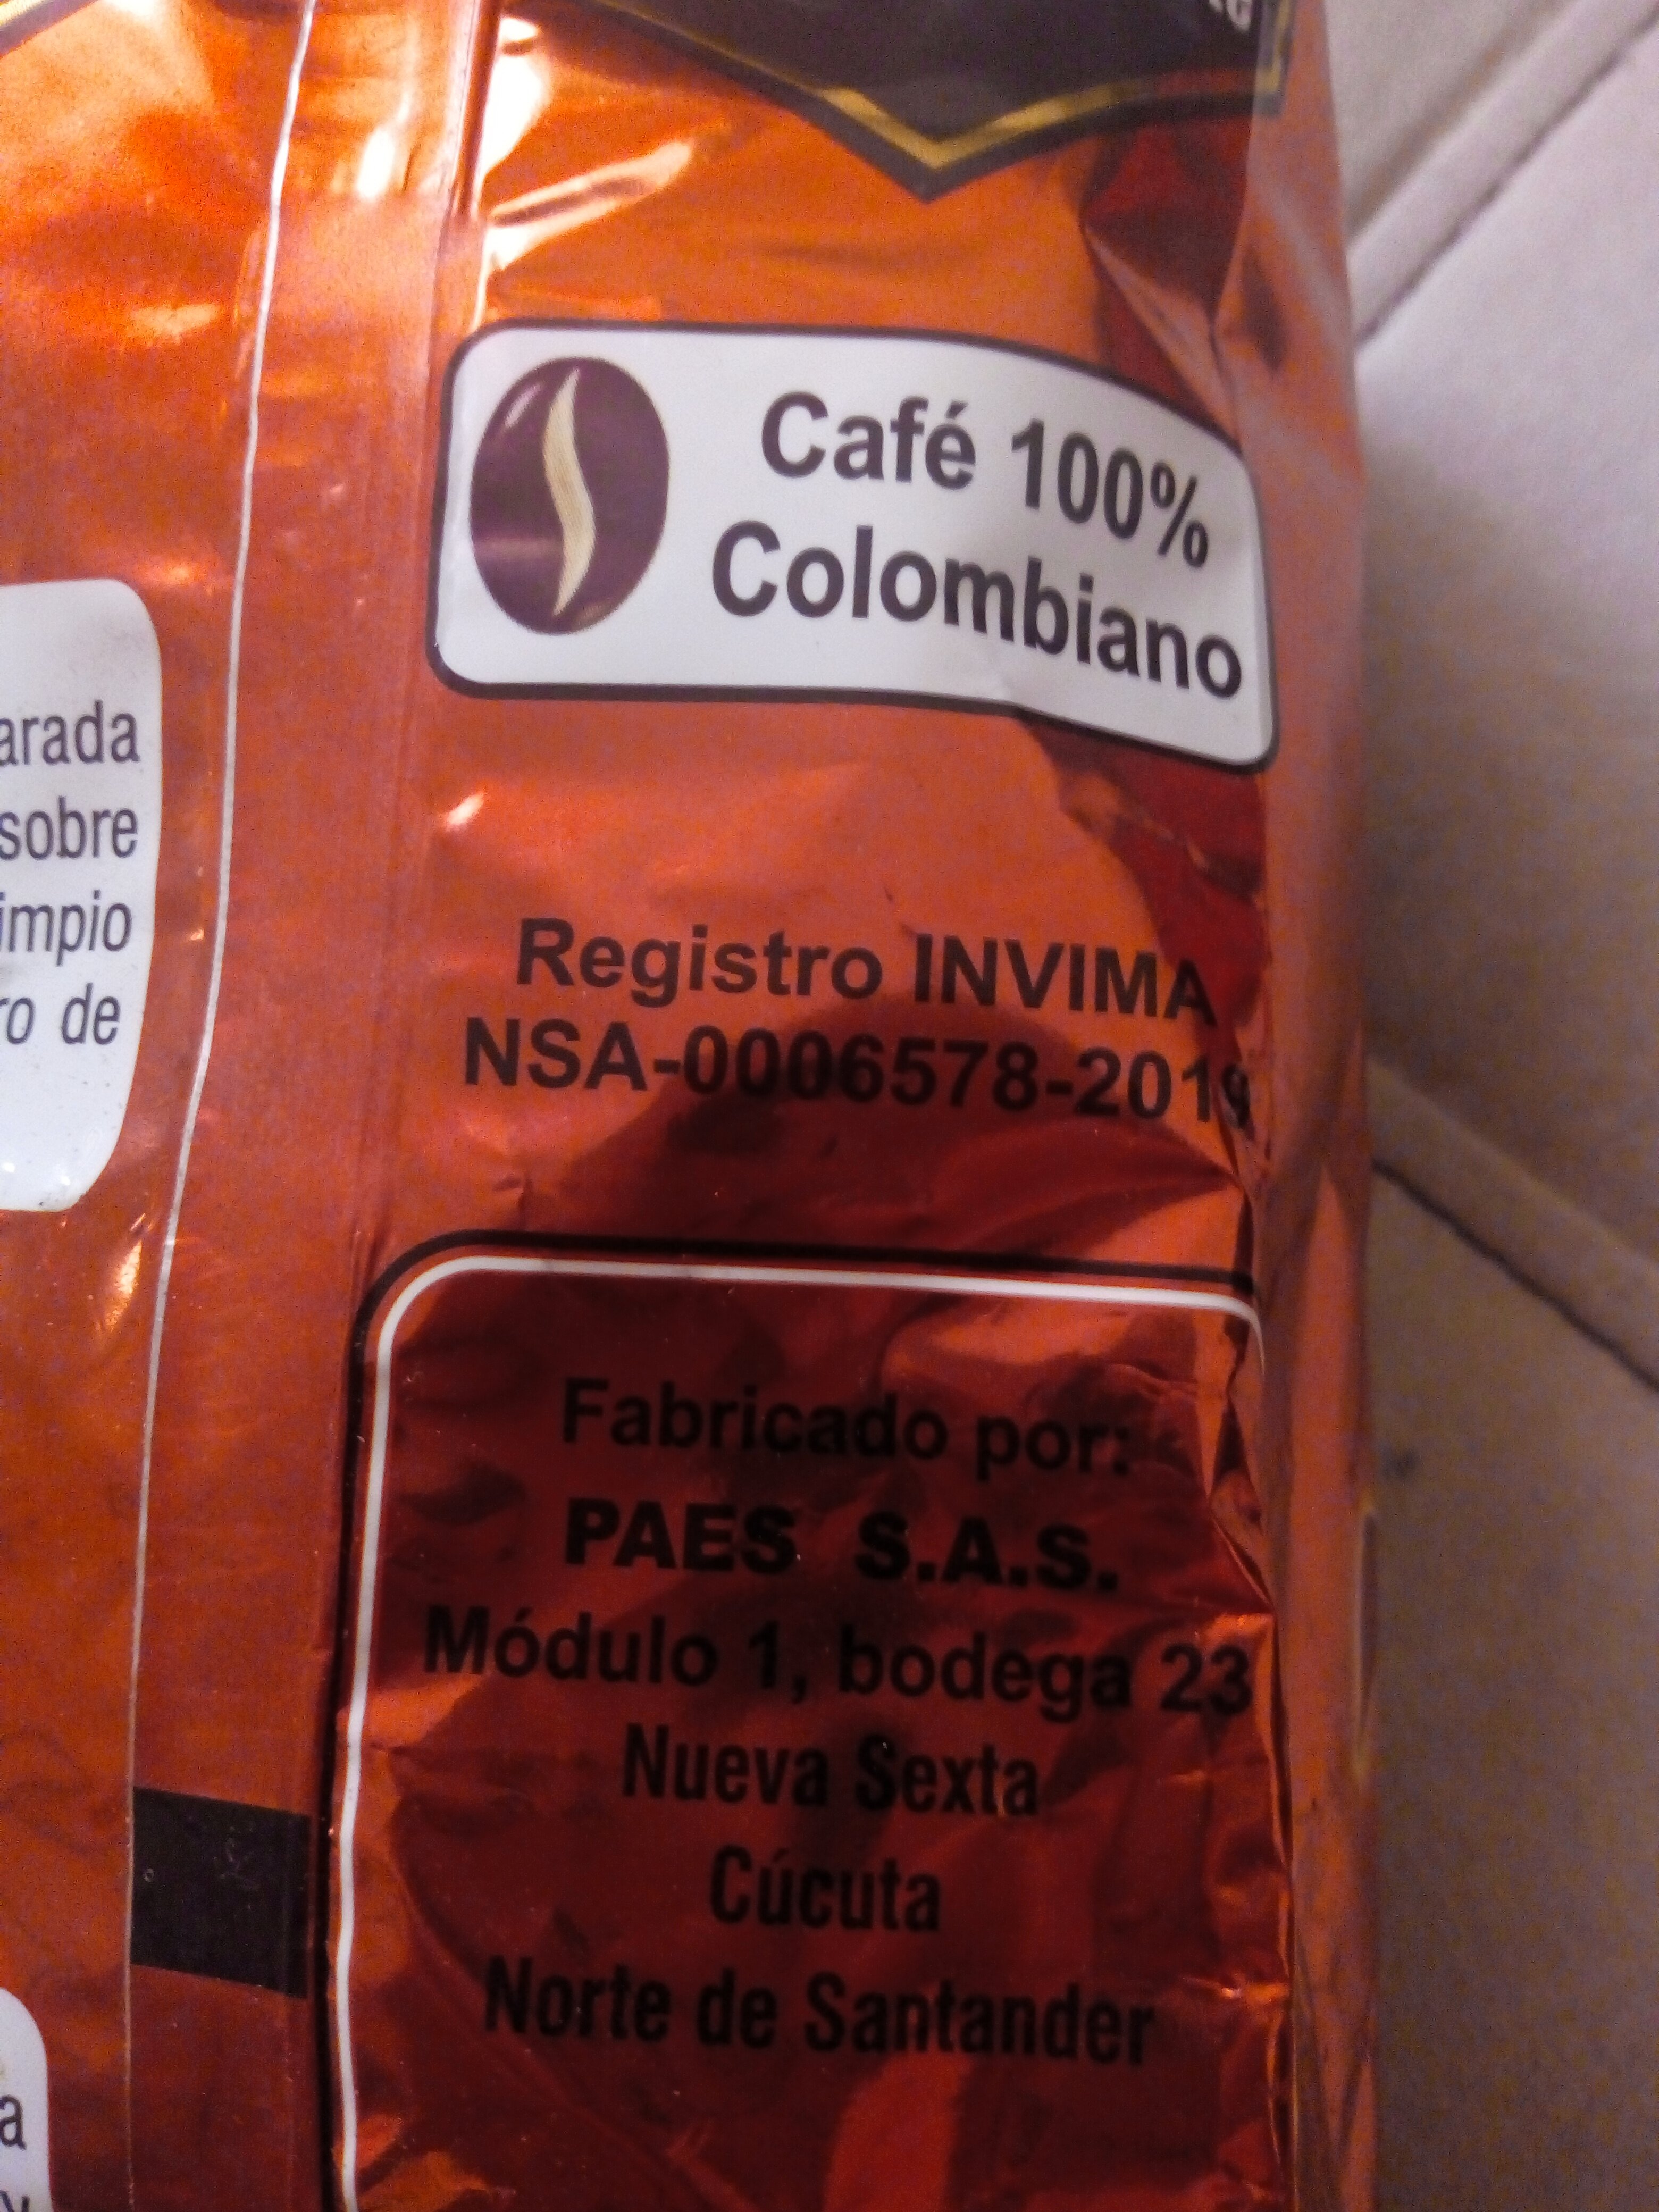 arada
sobre
impio
ro de
a
Café 100%
Colombiano
Registro INVIMA
NSA-0006578-2019
Fabricado por:
PAES S.A.S.
Módulo 1, bodega 23
Nueva Sexta
Cúcuta
Norte de Santander